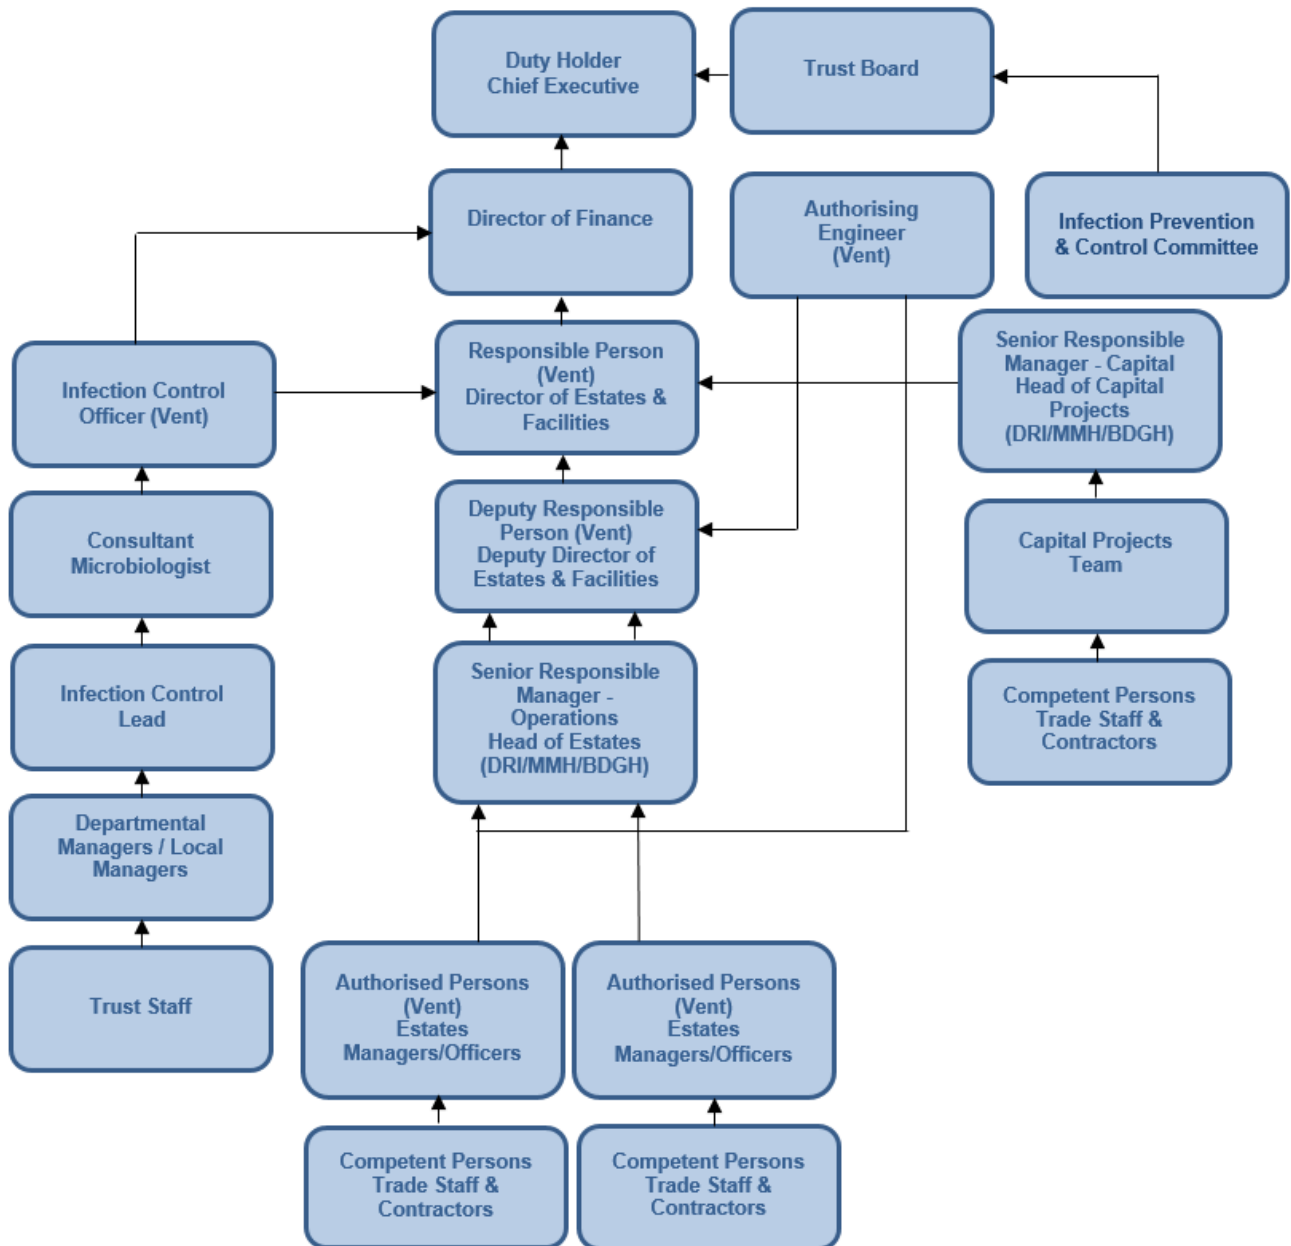 Duty Holder
Chief Executive
Trust Board
Director of Finance
Authorising
Engineer
(Vent)
Infection Prevention
& Control Committee
Infection Control
Officer (Vent)
Responsible Person
(Vent)
Director of Estates &
Facilities
Senior Responsible
Manager - Capital
Head of Capital
Projects
(DRI/MMH/BDGH)
Consultant
Microbiologist
Deputy Responsible
Person (Vent)
Deputy Director of
Estates & Facilities
Capital Projects
Team
Infection Control
Lead
Senior Responsible
Manager -
Operations
Head of Estates
(DRI/MMH/BDGH)
Competent Persons
Trade Staff &
Contractors
Departmental
Managers / Local
Managers
Trust Staff
Authorised Persons
(Vent)
Estates
Managers/Officers
Authorised Persons
(Vent)
Estates
Managers/Officers
Competent Persons
Trade Staff &
Contractors
Competent Persons
Trade Staff &
Contractors